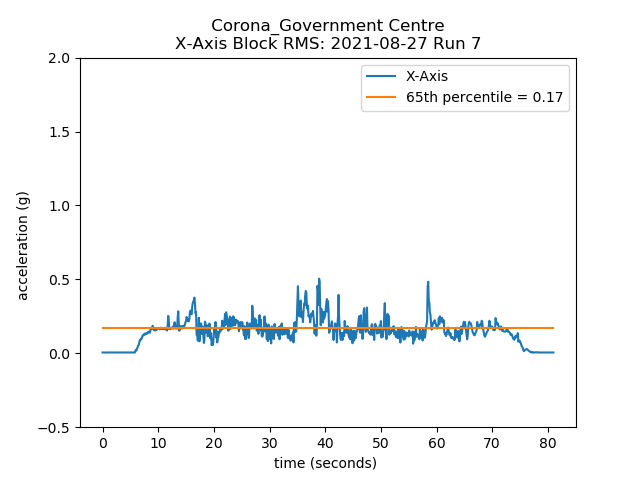 Corona_Government Centre
X-Axis Block RMS: 2021-08-27 Run 7
X-Axis
65th percentile = 0.17
2.0
1.5
1.0
0.5
0.0
−0.5
acceleration (g)
0 10 20 30 40 50 60 70 80
time (seconds)